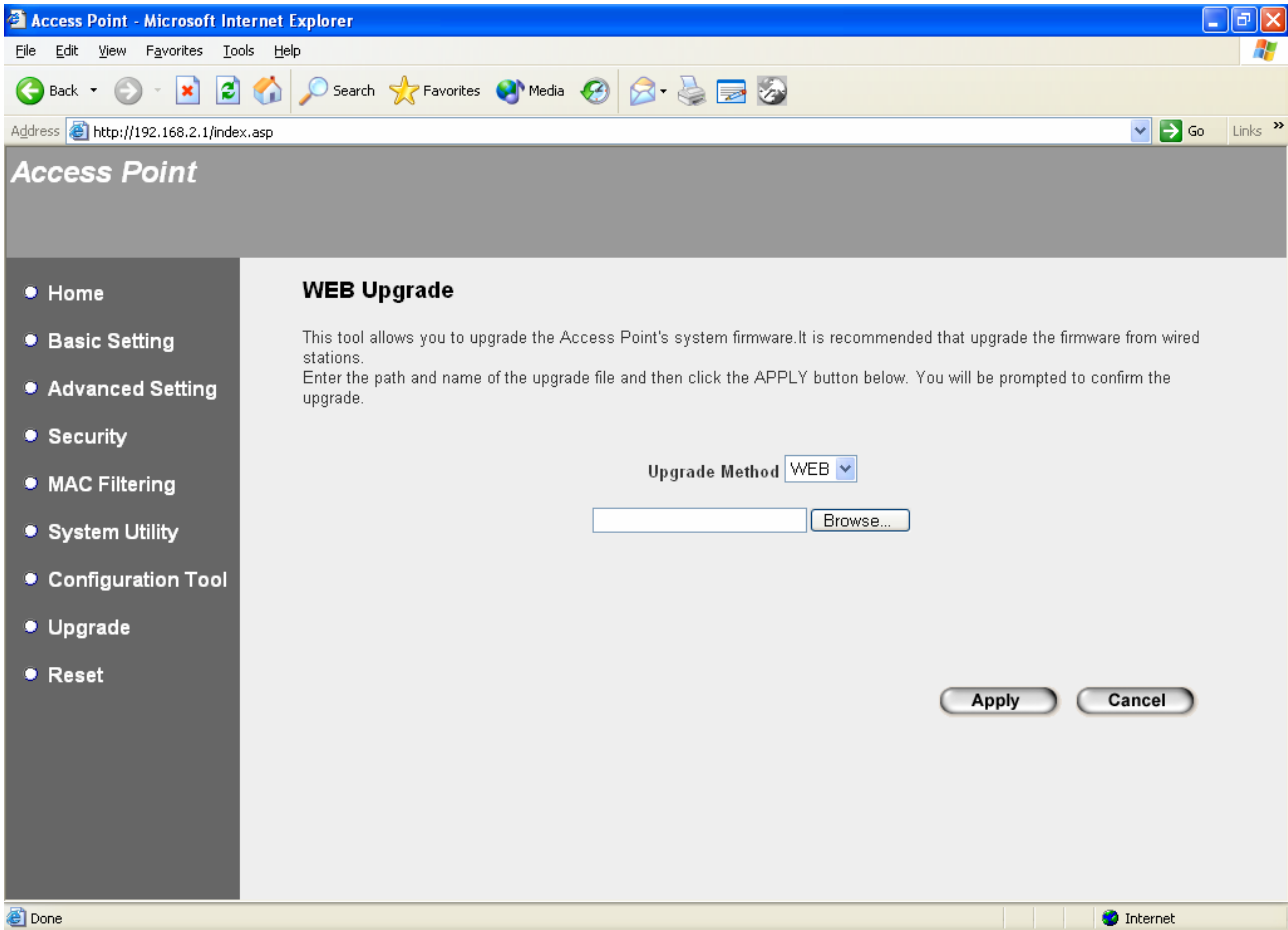 Access Point - Microsoft Internet Explorer
File Edit View Favorites Tools Help
Back Search Favorites Media
Address http://192.168.2.1/index.asp Go Links »
Access Point
Home
Basic Setting
Advanced Setting
Security
MAC Filtering
System Utility
Configuration Tool
Upgrade
Reset
WEB Upgrade
This tool allows you to upgrade the Access Point's system firmware.It is recommended that upgrade the firmware from wired
stations.
Enter the path and name of the upgrade file and then click the APPLY button below. You will be prompted to confirm the
upgrade.
Upgrade Method WEB
Browse...
Apply Cancel
Done Internet